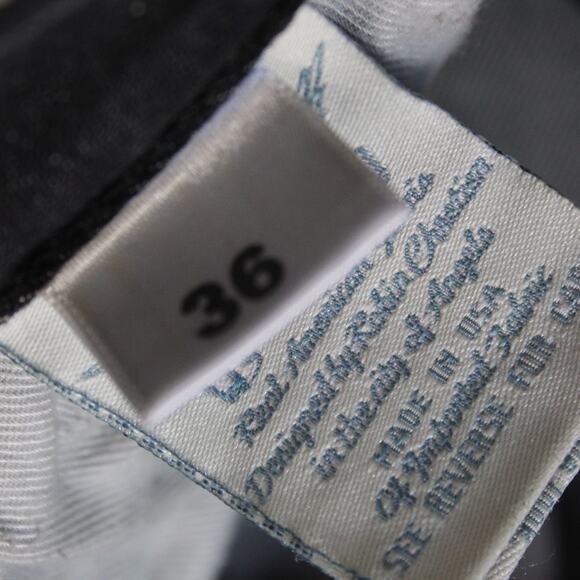 36
Real American
Designed by Robin Chretien
in the city of Angels
MADE IN USA
Of Imported Fabric
SEE REVERSE FOR